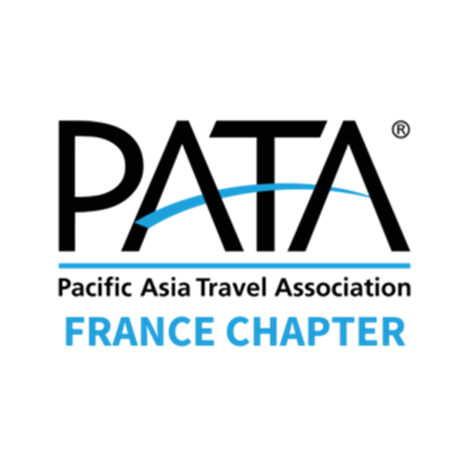 PATA®
Pacific Asia Travel Association
FRANCE CHAPTER